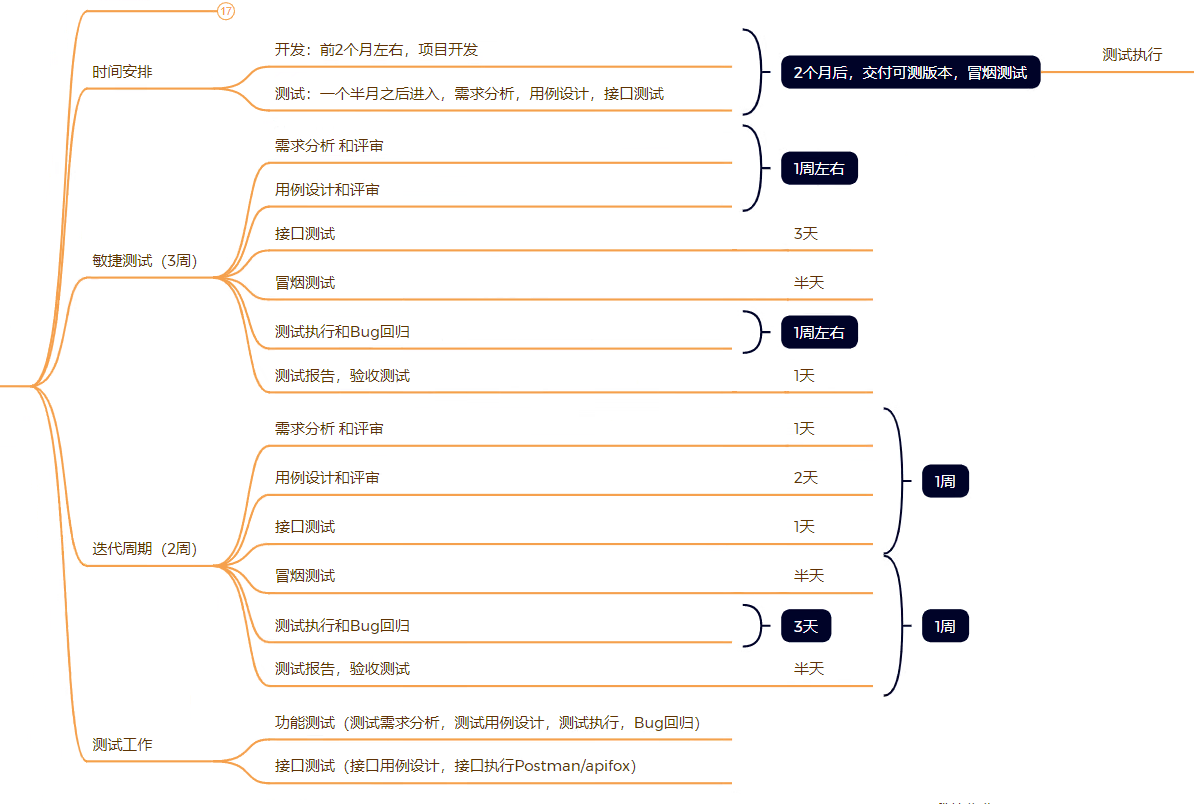 17
时间安排
开发：前2个月左右，项目开发
测试：一个半月之后进入，需求分析，用例设计，接口测试
2个月后，交付可测版本，冒烟测试
测试执行
敏捷测试（3周）
需求分析 和评审
用例设计和评审
1周左右
接口测试 3天
冒烟测试 半天
测试执行和Bug回归 1周左右
测试报告，验收测试 1天
迭代周期（2周）
需求分析 和评审 1天
用例设计和评审 2天
接口测试 1天
1周
冒烟测试 半天
测试执行和Bug回归 3天
测试报告，验收测试 半天
1周
测试工作
功能测试（测试需求分析，测试用例设计，测试执行，Bug回归）
接口测试（接口用例设计，接口执行Postman/apifox）